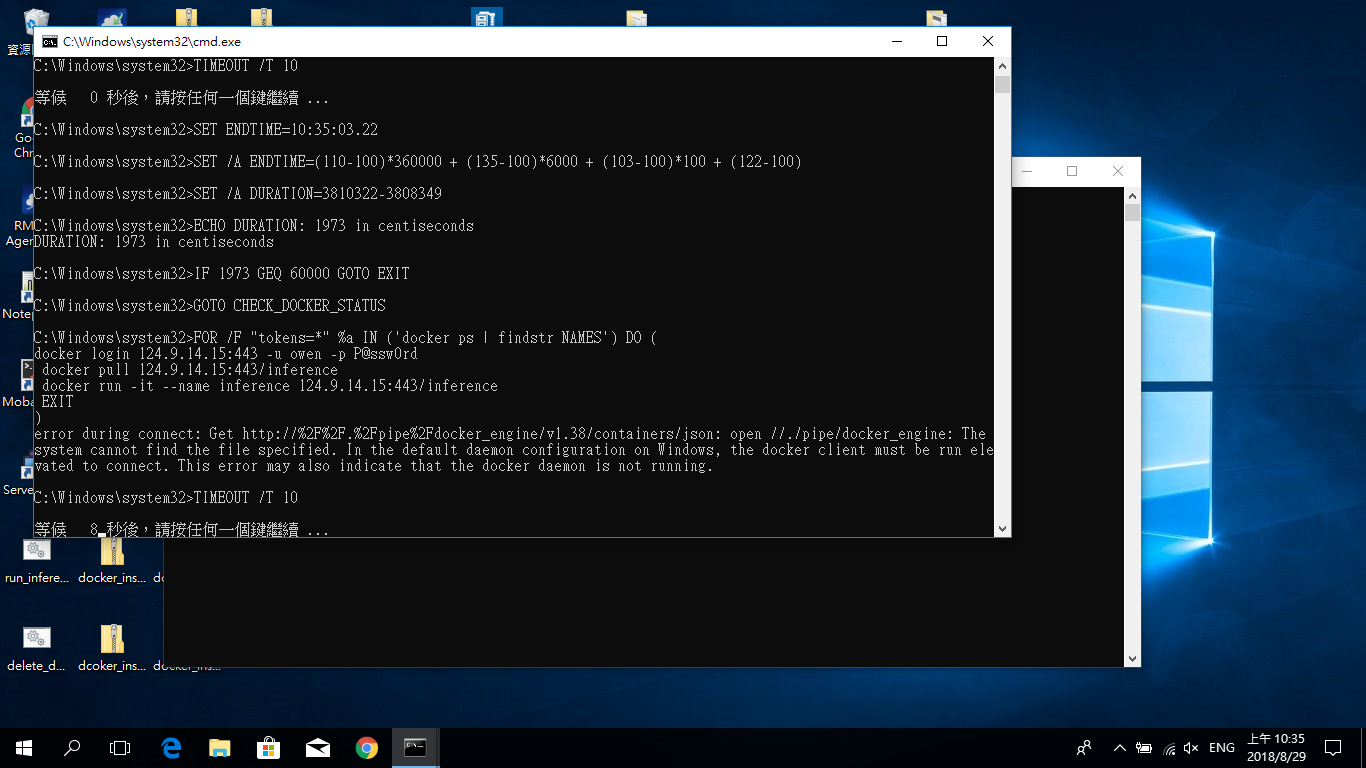 C:\Windows\system32\cmd.exe
C:\Windows\system32>TIMEOUT /T 10
等候 0 秒後，請按任何一個鍵繼續 ...
C:\Windows\system32>SET ENDTIME=10:35:03.22
C:\Windows\system32>SET /A ENDTIME=(110-100)*360000 + (135-100)*6000 + (103-100)*100 + (122-100)
C:\Windows\system32>SET /A DURATION=3810322-3808349
C:\Windows\system32>ECHO DURATION: 1973 in centiseconds
DURATION: 1973 in centiseconds
C:\Windows\system32>IF 1973 GEQ 60000 GOTO EXIT
C:\Windows\system32>GOTO CHECK_DOCKER_STATUS
C:\Windows\system32>FOR /F "tokens=*" %a IN ('docker ps | findstr NAMES') DO (
docker login 124.9.14.15:443 -u owen -p P@ssw0rd
docker pull 124.9.14.15:443/inference
docker run -it --name inference 124.9.14.15:443/inference
EXIT
)
error during connect: Get http://%2F%2F.%2Fpipe%2Fdocker_engine/v1.38/containers/json: open //./pipe/docker_engine: The
system cannot find the file specified. In the default daemon configuration on Windows, the docker client must be run ele
vated to connect. This error may also indicate that the docker daemon is not running.
C:\Windows\system32>TIMEOUT /T 10
等候 8 秒後，請按任何一個鍵繼續 ...
資源
Go
Chr
RM
Agen
Notep
Moba
Serve
run_infere...
docker_ins...
delete_d...
dcoker_ins...
docker_ins...
ENG
上午 10:35
2018/8/29